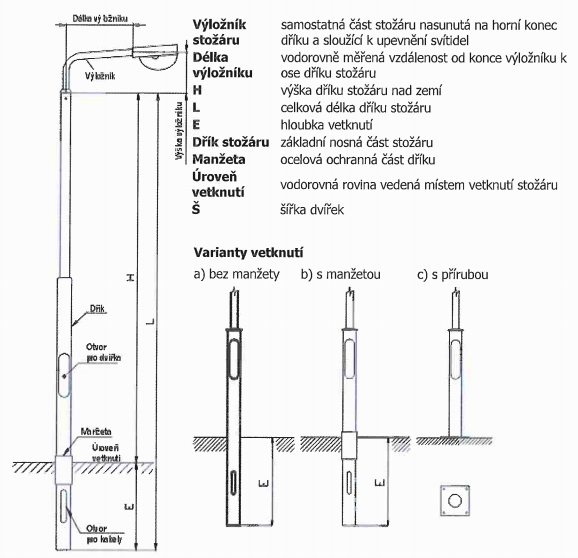 Délka výložníku
Výložník
Výška výložníku
H
L
Dřík
Otvor
pro dvířka
Manžeta
Úroveň
vetknutí
E
Otvor
pro kabely
Výložník stožáru samostatná část stožáru nasunutá na horní konec
dříku a sloužící k upevnění svítidel
Délka výložníku vodorovně měřená vzdálenost od konce výložníku k
ose dříku stožáru
H výška dříku stožáru nad zemí
L celková délka dříku stožáru
E hloubka vetknutí
Dřík stožáru základní nosná část stožáru
Manžeta ocelová ochranná část dříku
Úroveň vetknutí vodorovná rovina vedená místem vetknutí stožáru
Š šířka dvířek
Varianty vetknutí
a) bez manžety b) s manžetou c) s přírubou
E E